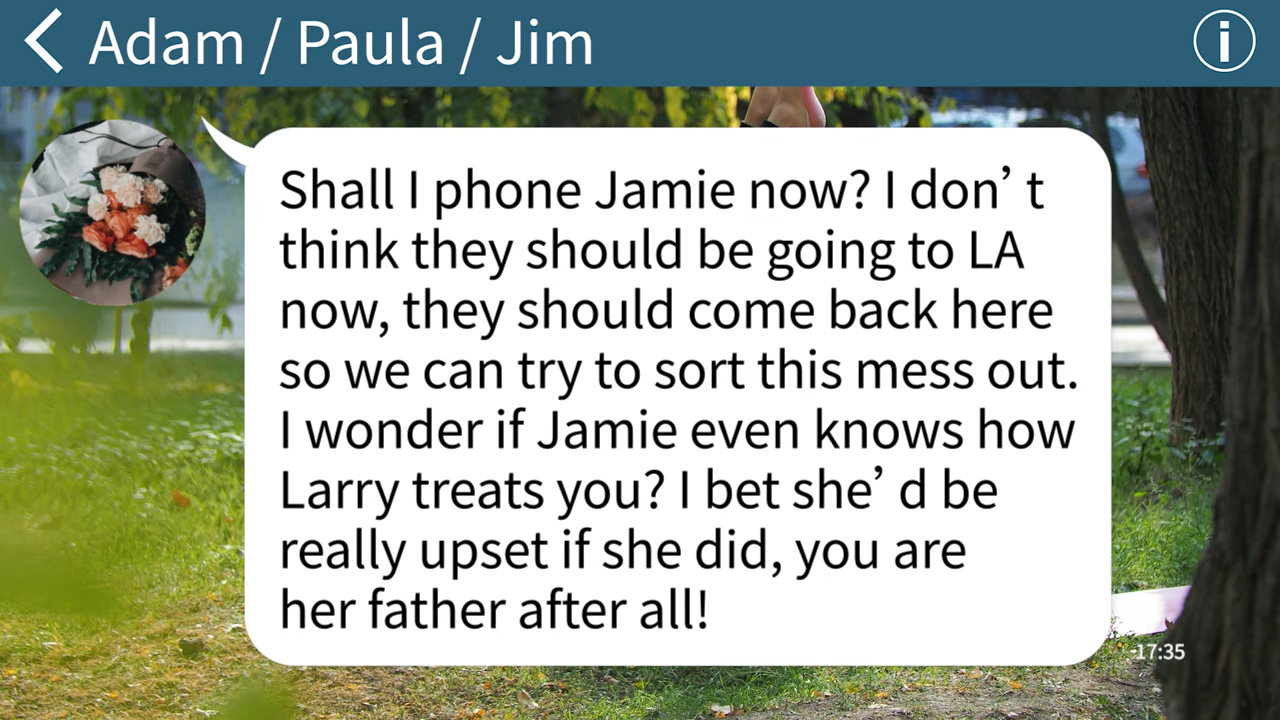 Adam / Paula / Jim
Shall I phone Jamie now? I don’t
think they should be going to LA
now, they should come back here
so we can try to sort this mess out.
I wonder if Jamie even knows how
Larry treats you? I bet she’d be
really upset if she did, you are
her father after all!
17:35